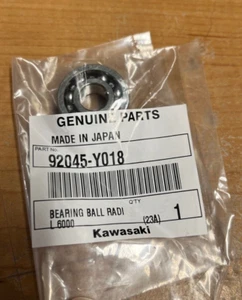 GENUINE PARTS
MADE IN JAPAN
PART NO.
92045-Y018
QTY
BEARING BALL RADI 1
L 6000 (23A)
Kawasaki